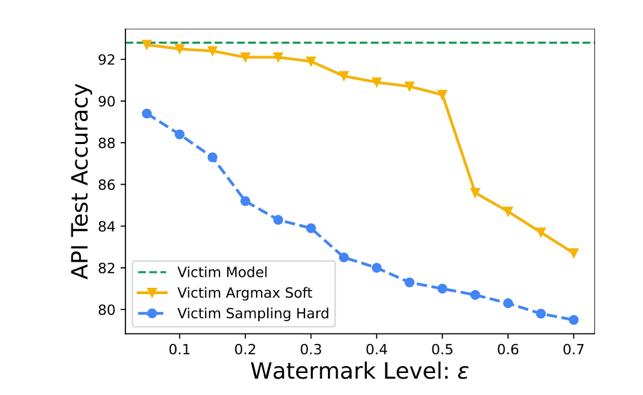 92
90
88
86
84
82
80
API Test Accuracy
Victim Model
Victim Argmax Soft
Victim Sampling Hard
0.1 0.2 0.3 0.4 0.5 0.6 0.7
Watermark Level: ε